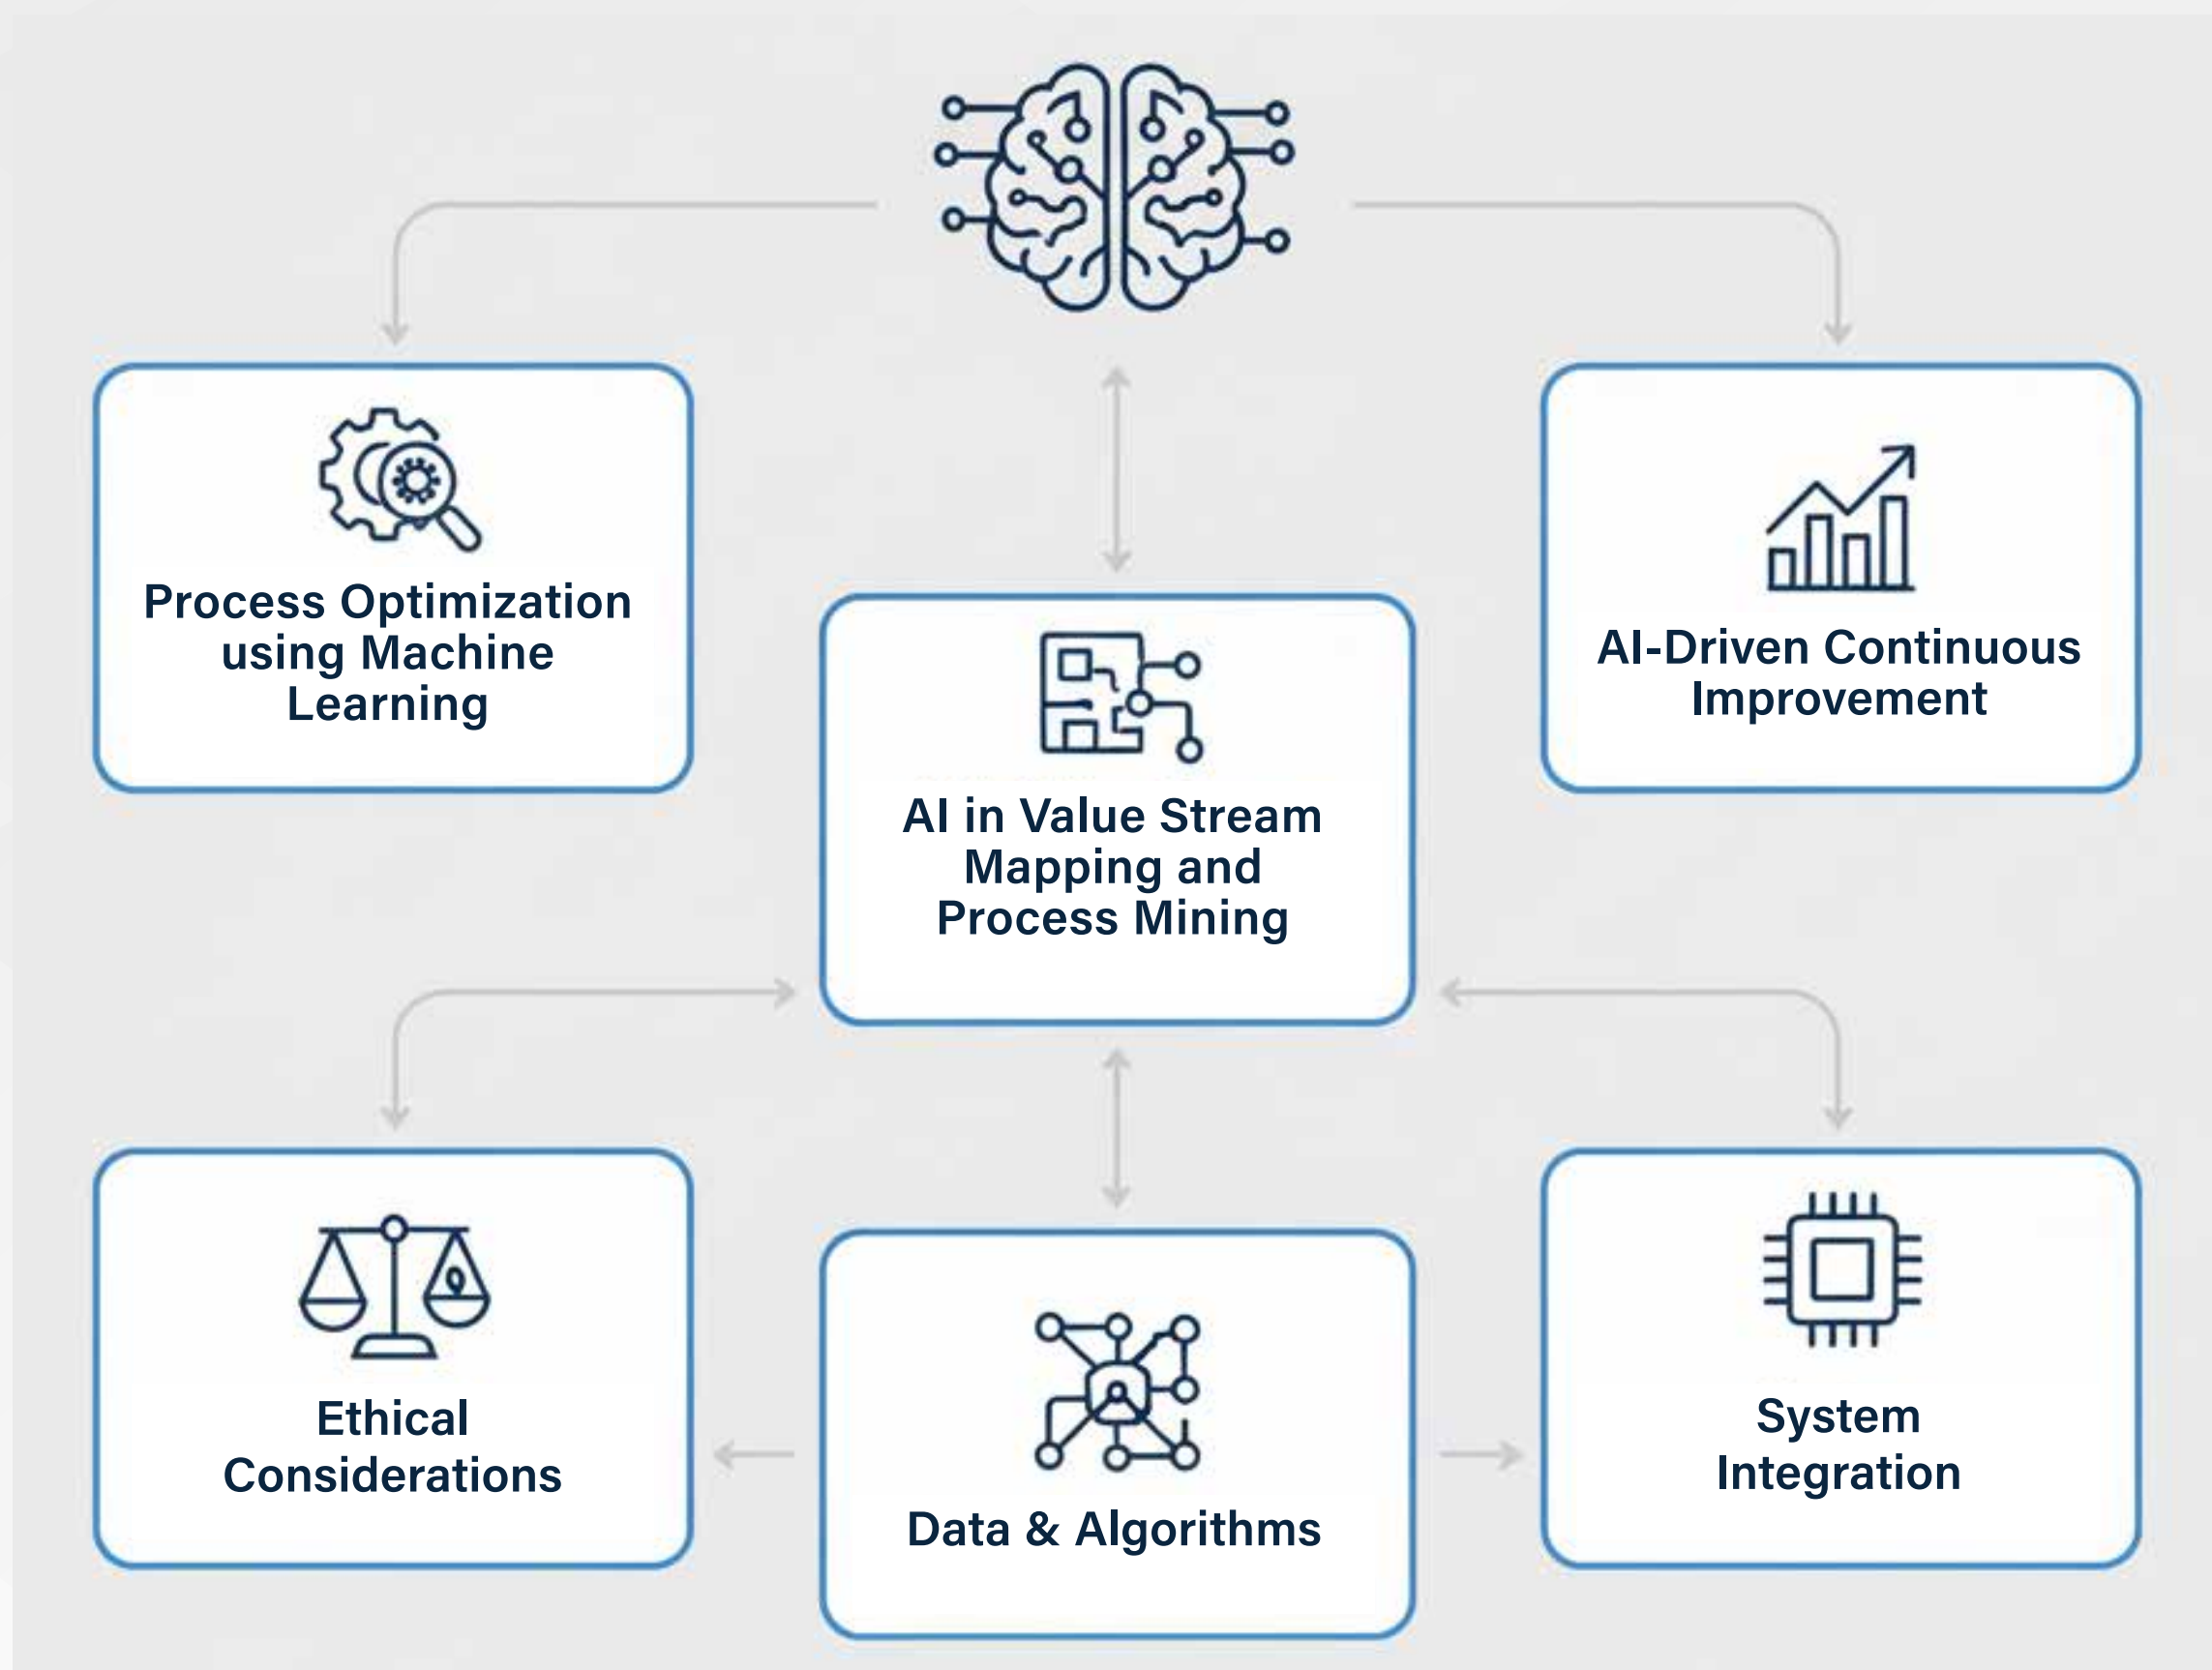 Process Optimization
using Machine
Learning
AI-Driven Continuous
Improvement
AI in Value Stream
Mapping and
Process Mining
Ethical
Considerations
Data & Algorithms
System
Integration